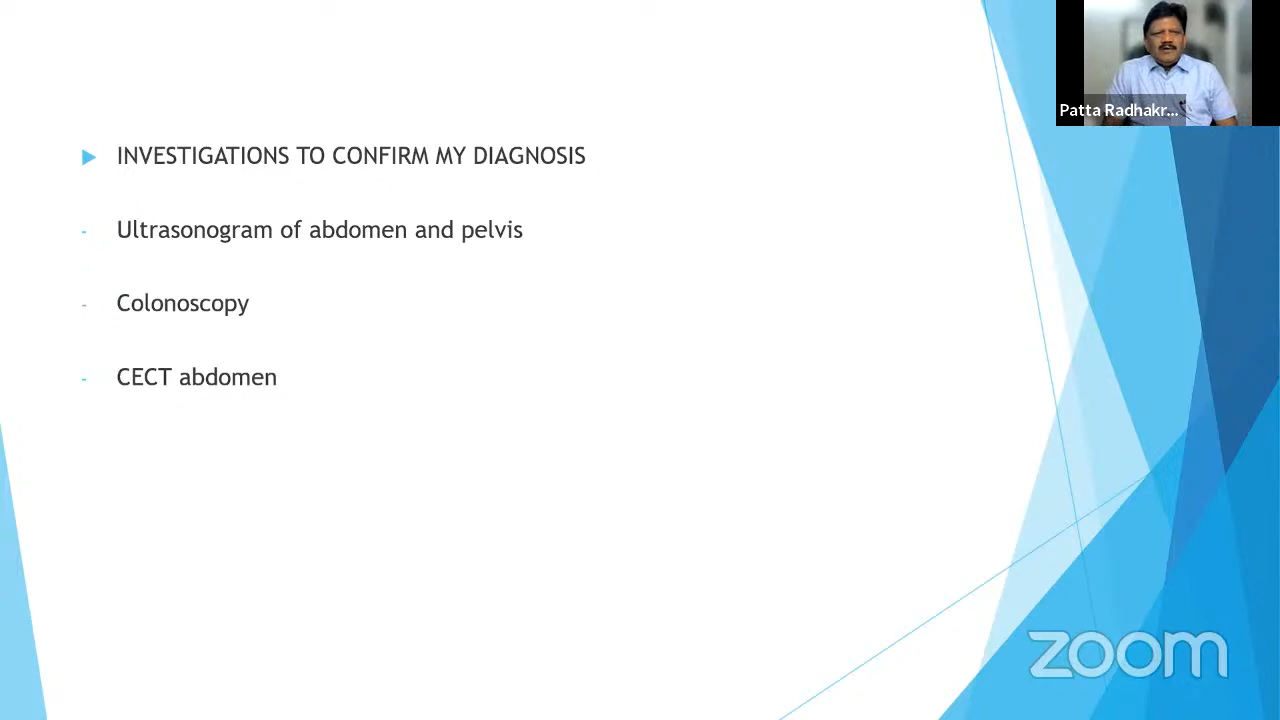 INVESTIGATIONS TO CONFIRM MY DIAGNOSIS
- Ultrasonogram of abdomen and pelvis
- Colonoscopy
- CECT abdomen
Patta Radhakr...
zoom